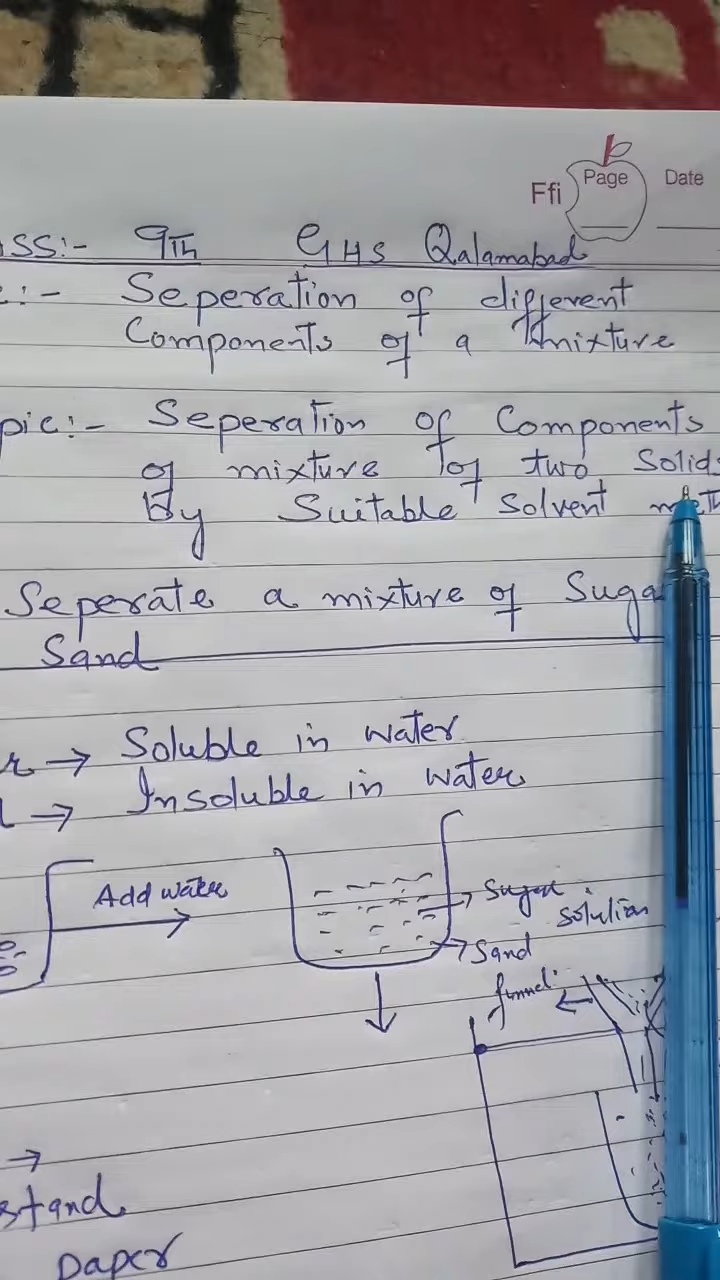 Ffi Page Date
ss:- 9Th GHS Qalamabad
:- Seperation of different
Components of a mixture
pic:- Seperation of Components
of mixture of two Solids
By Suitable Solvent meth
Seperate a mixture of Suga
Sand
r → Soluble in water
→ Insoluble in water
Add water
Sugar solution
Sand
funnel
→
stand
paper